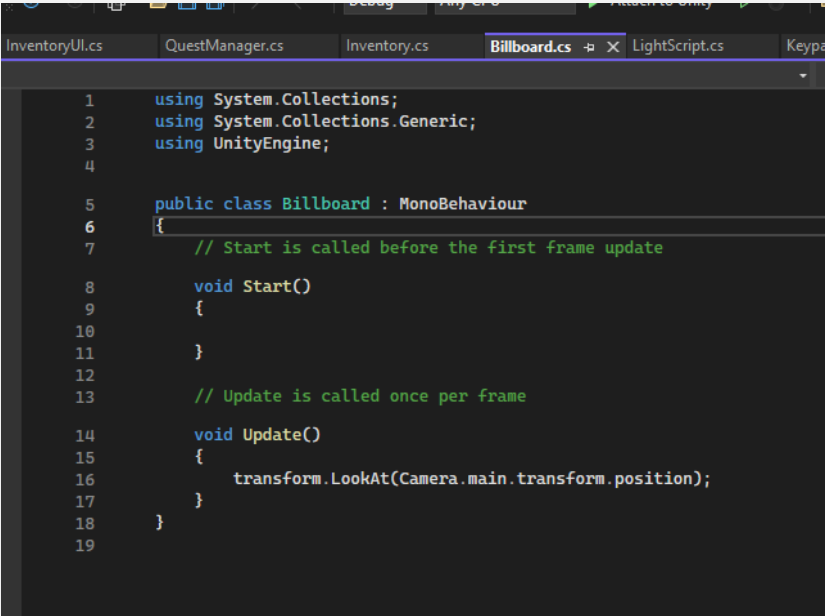 InventoryUI.cs QuestManager.cs Inventory.cs Billboard.cs LightScript.cs
1 using System.Collections;
2 using System.Collections.Generic;
3 using UnityEngine;
4
5 public class Billboard : MonoBehaviour
6 {
7 // Start is called before the first frame update
8 void Start()
9 {
10
11 }
12
13 // Update is called once per frame
14 void Update()
15 {
16 transform.LookAt(Camera.main.transform.position);
17 }
18 }
19